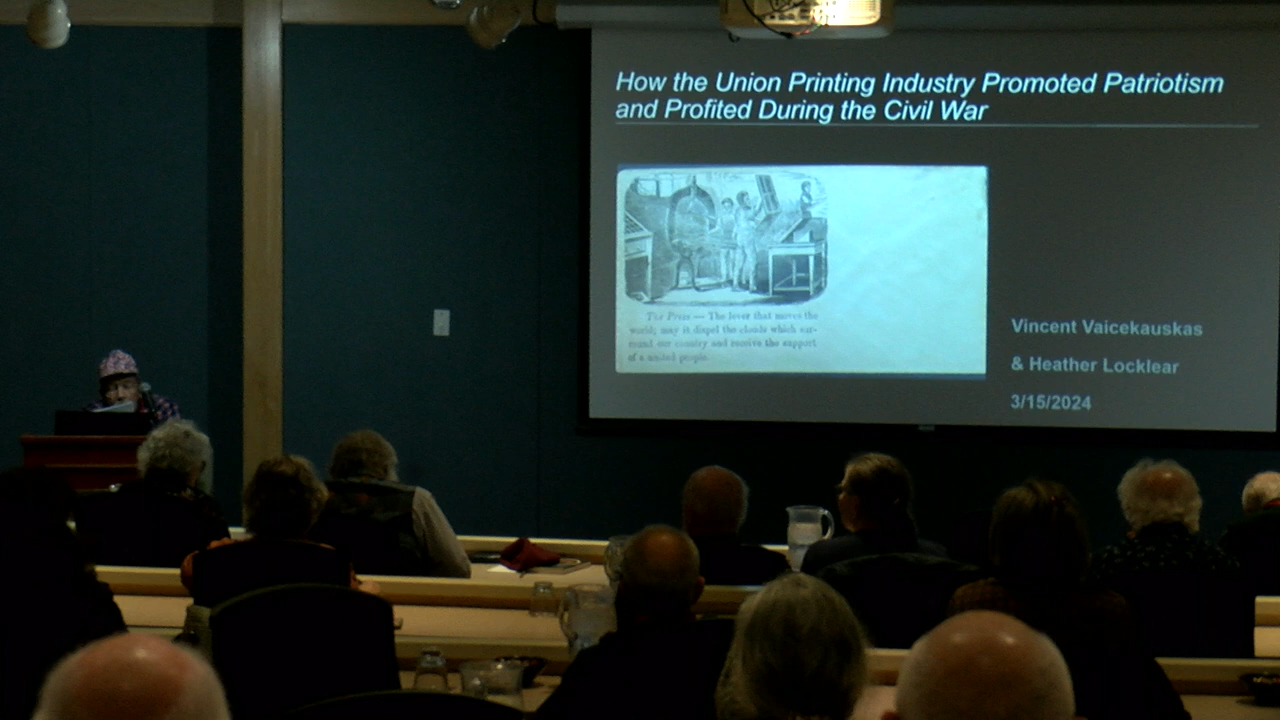 How the Union Printing Industry Promoted Patriotism
and Profited During the Civil War
The Press — The lever that moves the
world; may it dispel the clouds which sur-
round our country and receive the support
of a united people.
Vincent Vaicekauskas
& Heather Locklear
3/15/2024